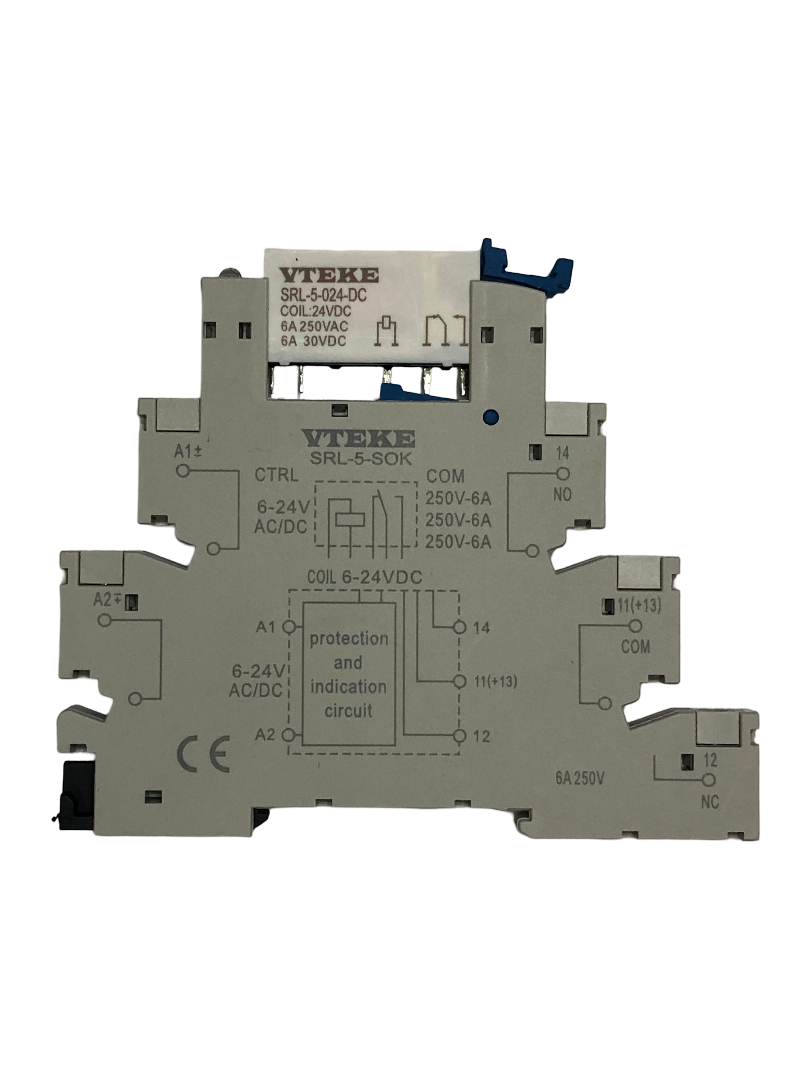 VTEKE
SRL-5-024-DC
COIL:24VDC
6A 250VAC
6A 30VDC
VTEKE
SRL-5-SOK
A1±
14
CTRL
COM
NO
6-24V
AC/DC
250V-6A
250V-6A
250V-6A
COIL 6-24VDC
A2∓
11(+13)
COM
A1
14
protection
and
indication
circuit
6-24V
AC/DC
11(+13)
A2
12
CE
12
6A 250V
NC